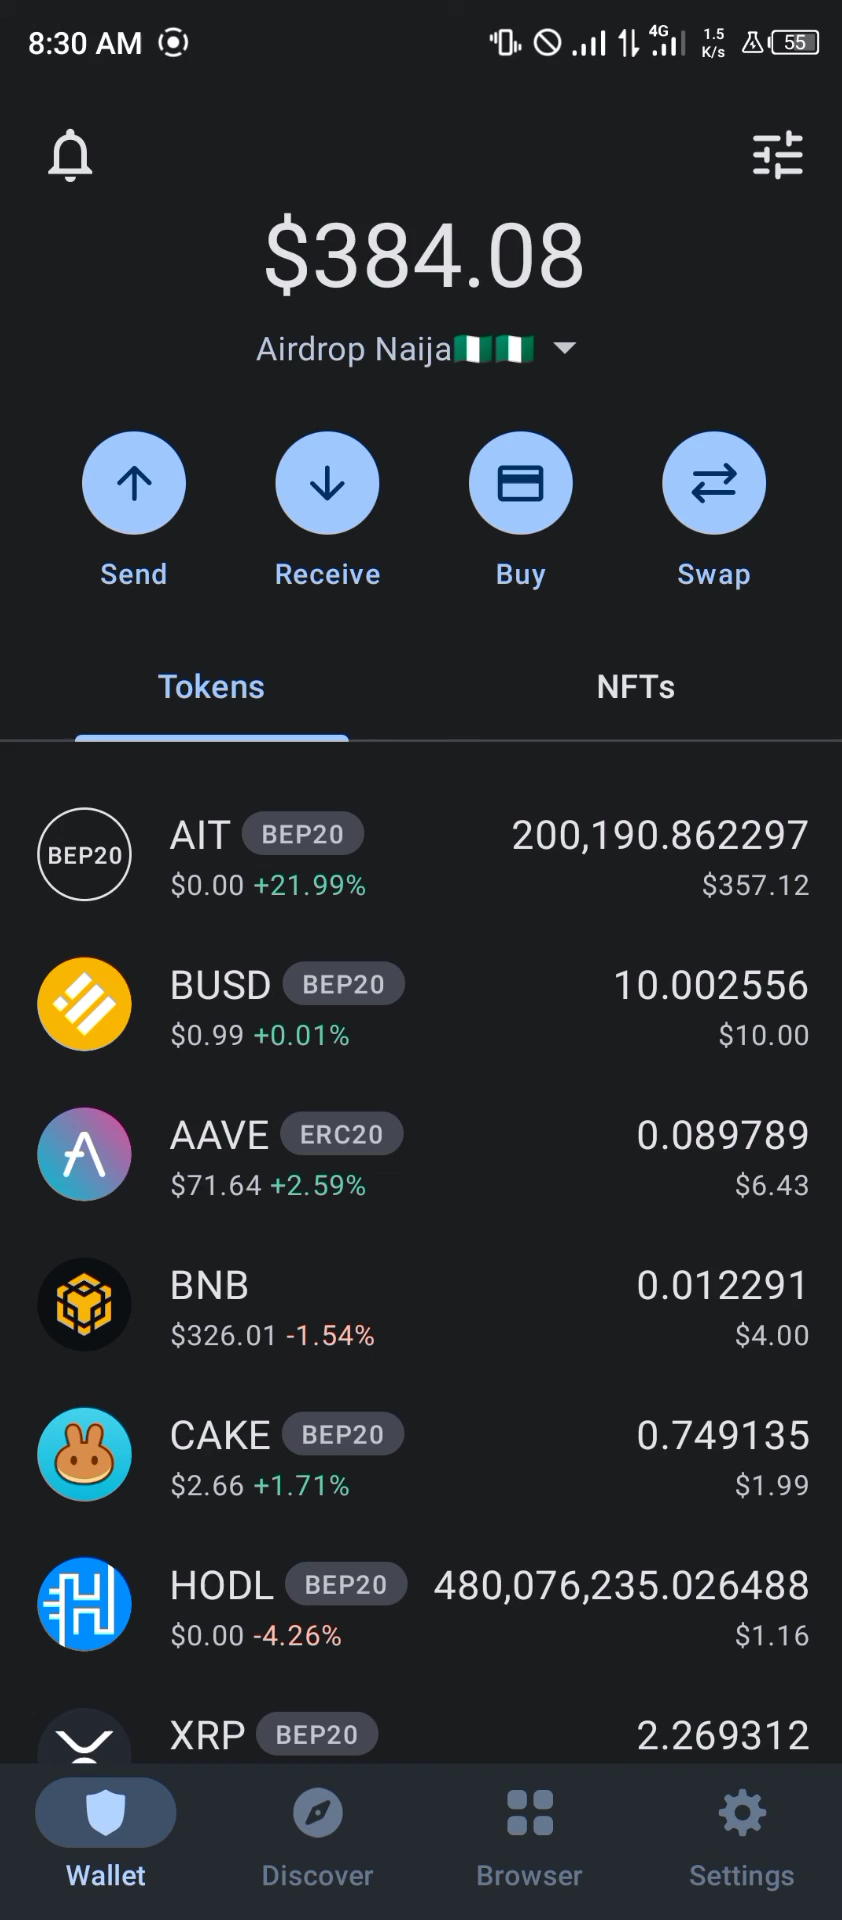 8:30 AM 4G 1.5 K/s 55
$384.08
Airdrop Naija🇳🇬🇳🇬
Send Receive Buy Swap
Tokens NFTs
BEP20 AIT BEP20 200,190.862297
$0.00 +21.99% $357.12
BUSD BEP20 10.002556
$0.99 +0.01% $10.00
AAVE ERC20 0.089789
$71.64 +2.59% $6.43
BNB 0.012291
$326.01 -1.54% $4.00
CAKE BEP20 0.749135
$2.66 +1.71% $1.99
HODL BEP20 480,076,235.026488
$0.00 -4.26% $1.16
XRP BEP20 2.269312
Wallet Discover Browser Settings